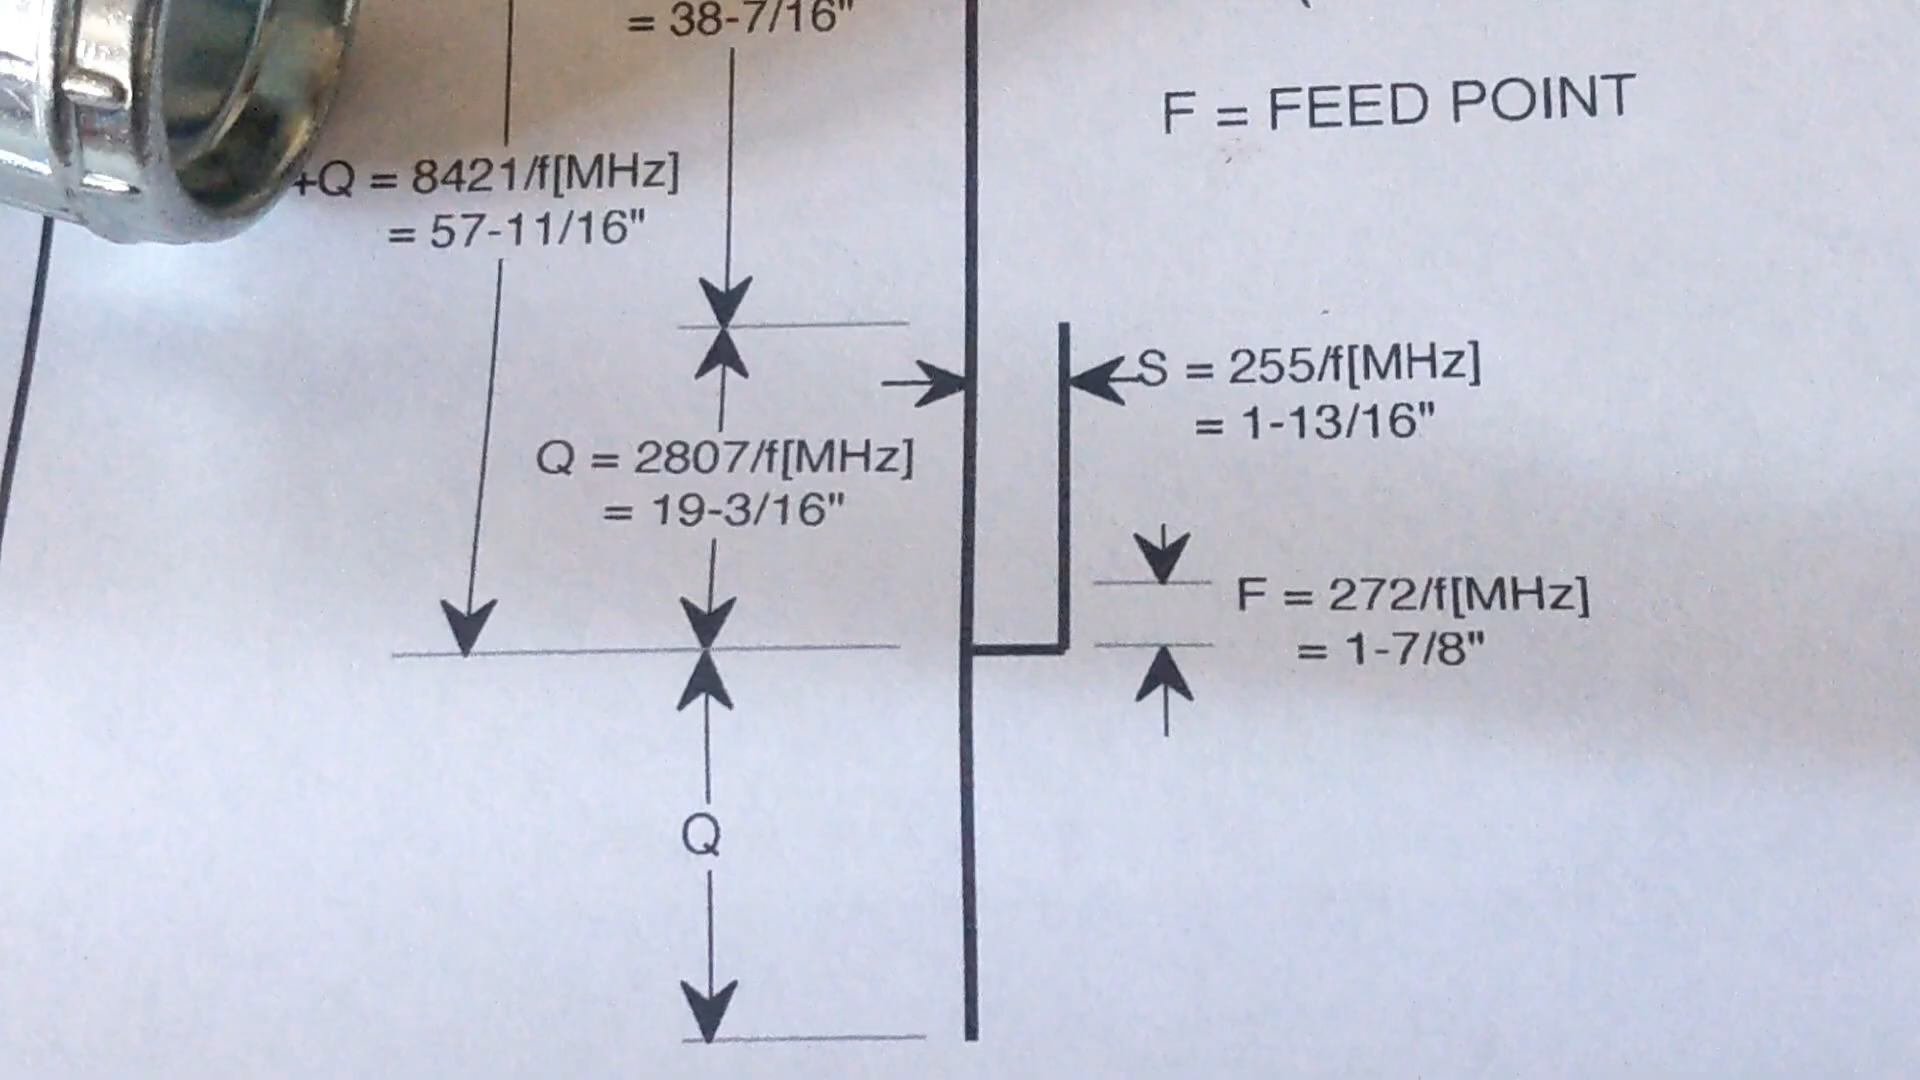 = 38-7/16"
F = FEED POINT
+Q = 8421/f[MHz]
= 57-11/16"
S = 255/f[MHz]
= 1-13/16"
Q = 2807/f[MHz]
= 19-3/16"
F = 272/f[MHz]
= 1-7/8"
Q